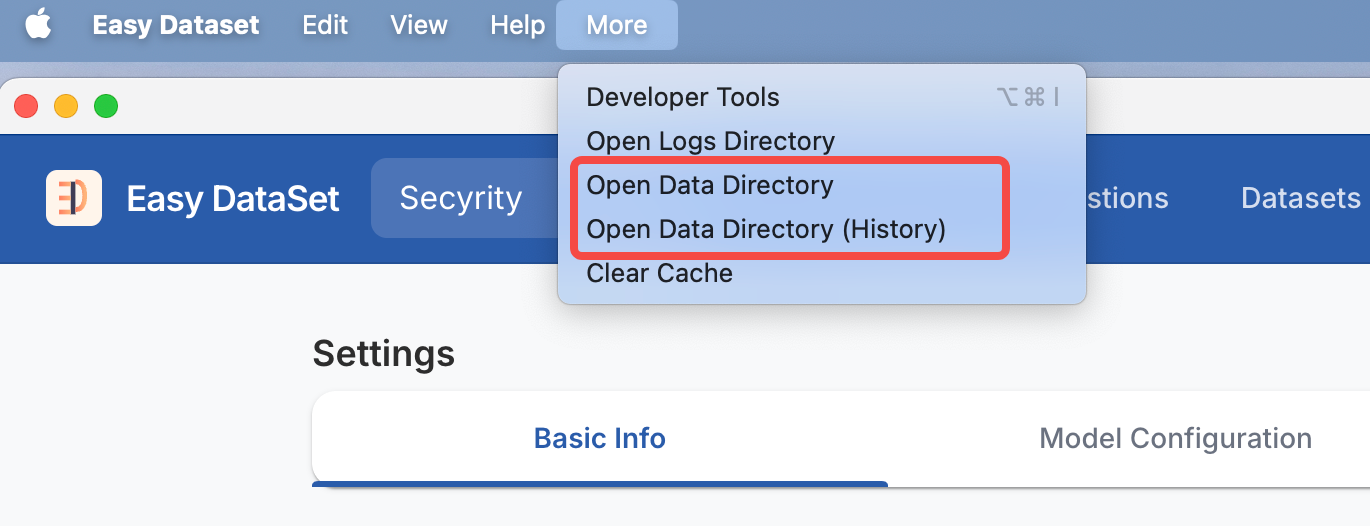 Easy Dataset Edit View Help More
Developer Tools ⌥⌘I
Open Logs Directory
Open Data Directory
Open Data Directory (History)
Clear Cache
Easy DataSet Secyrity stions Datasets
Settings
Basic Info Model Configuration